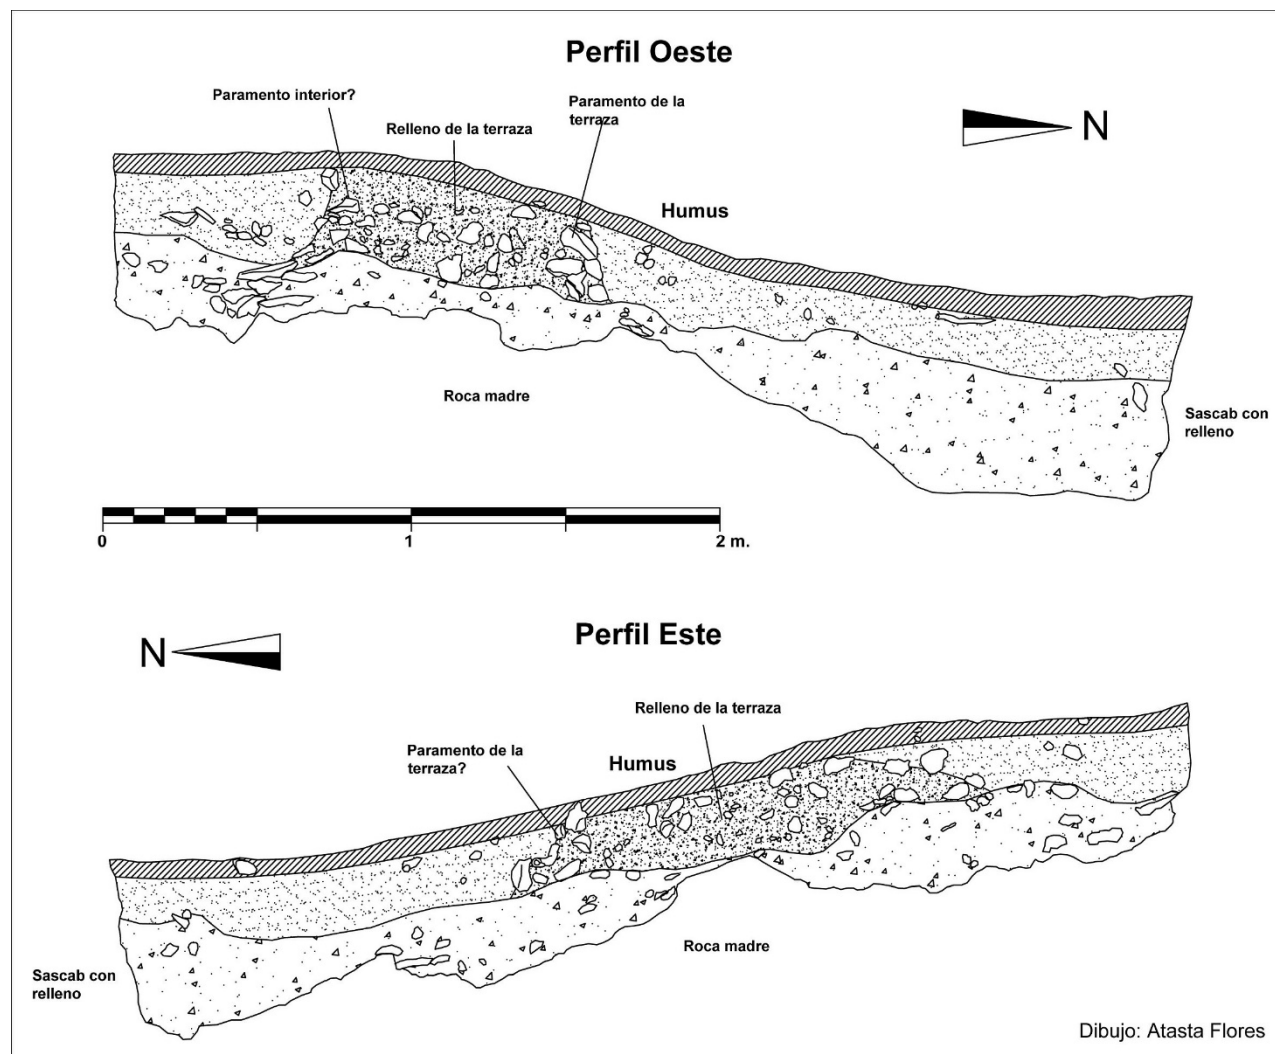 Perfil Oeste
Paramento interior?
Paramento de la
terraza
Relleno de la terraza
N
Humus
Roca madre
Sascab con
relleno
0
1
2 m.
Perfil Este
N
Relleno de la terraza
Paramento de la
terraza?
Humus
Roca madre
Sascab con
relleno
Dibujo: Atasta Flores